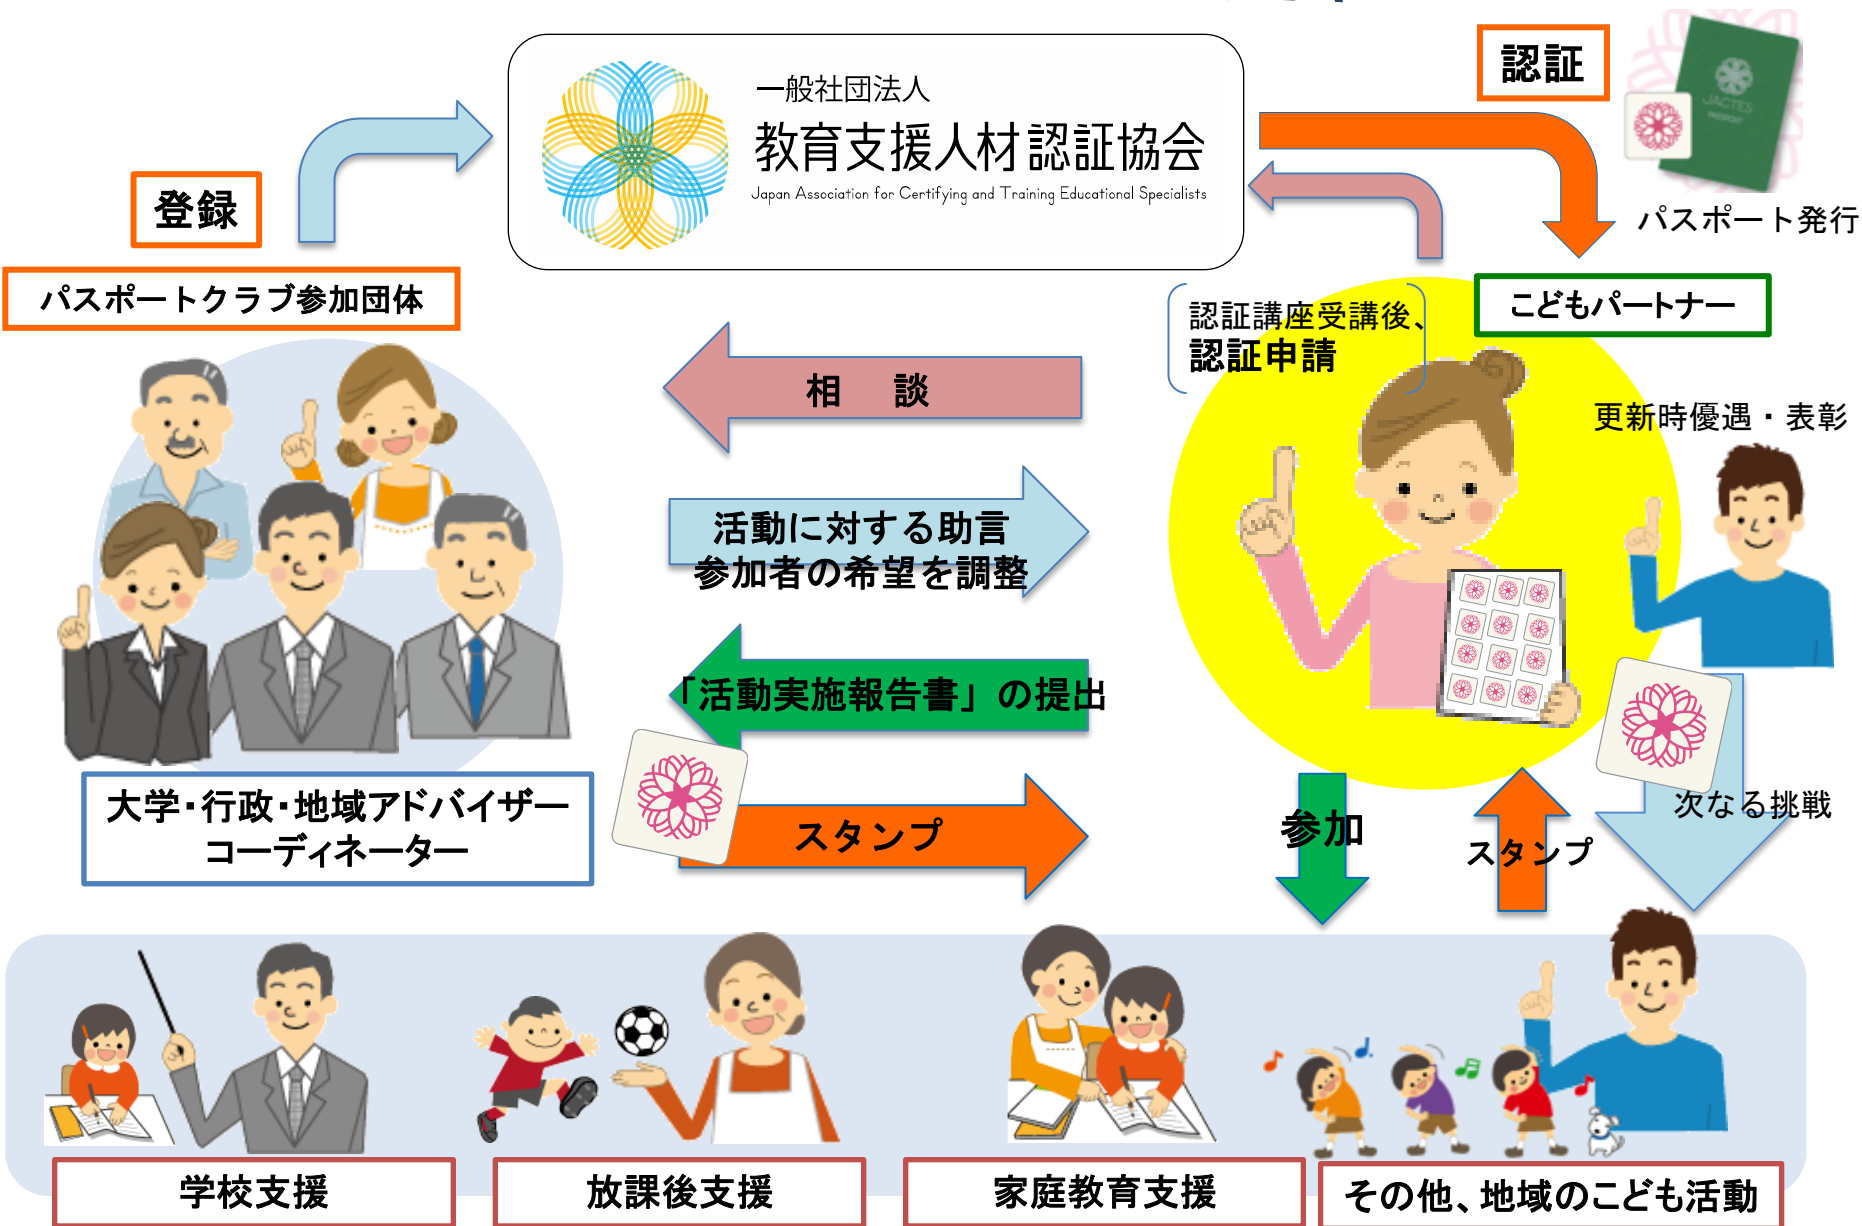 一般社団法人
教育支援人材認証協会
Japan Association for Certifying and Training Educational Specialists
認証
JACTES
PASSPORT
パスポート発行
登録
パスポートクラブ参加団体
認証講座受講後、
認証申請
こどもパートナー
相　談
更新時優遇・表彰
活動に対する助言
参加者の希望を調整
「活動実施報告書」の提出
大学・行政・地域アドバイザー
コーディネーター
スタンプ
参加
スタンプ
次なる挑戦
学校支援
放課後支援
家庭教育支援
その他、地域のこども活動